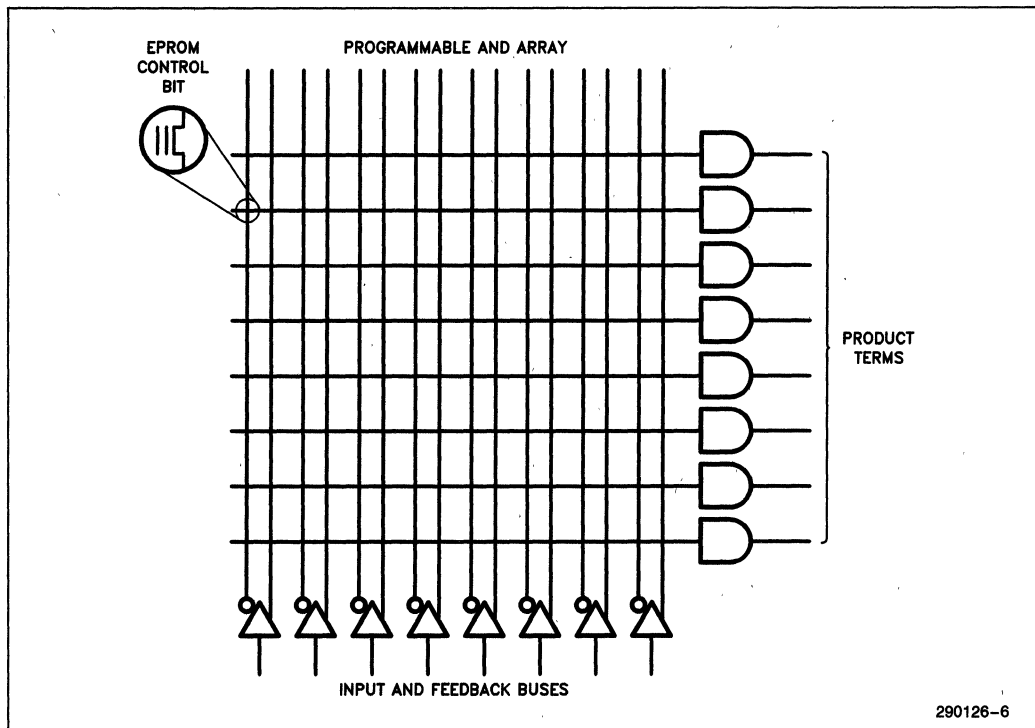 EPROM
CONTROL
BIT
PROGRAMMABLE AND ARRAY
PRODUCT
TERMS
INPUT AND FEEDBACK BUSES
290126–6